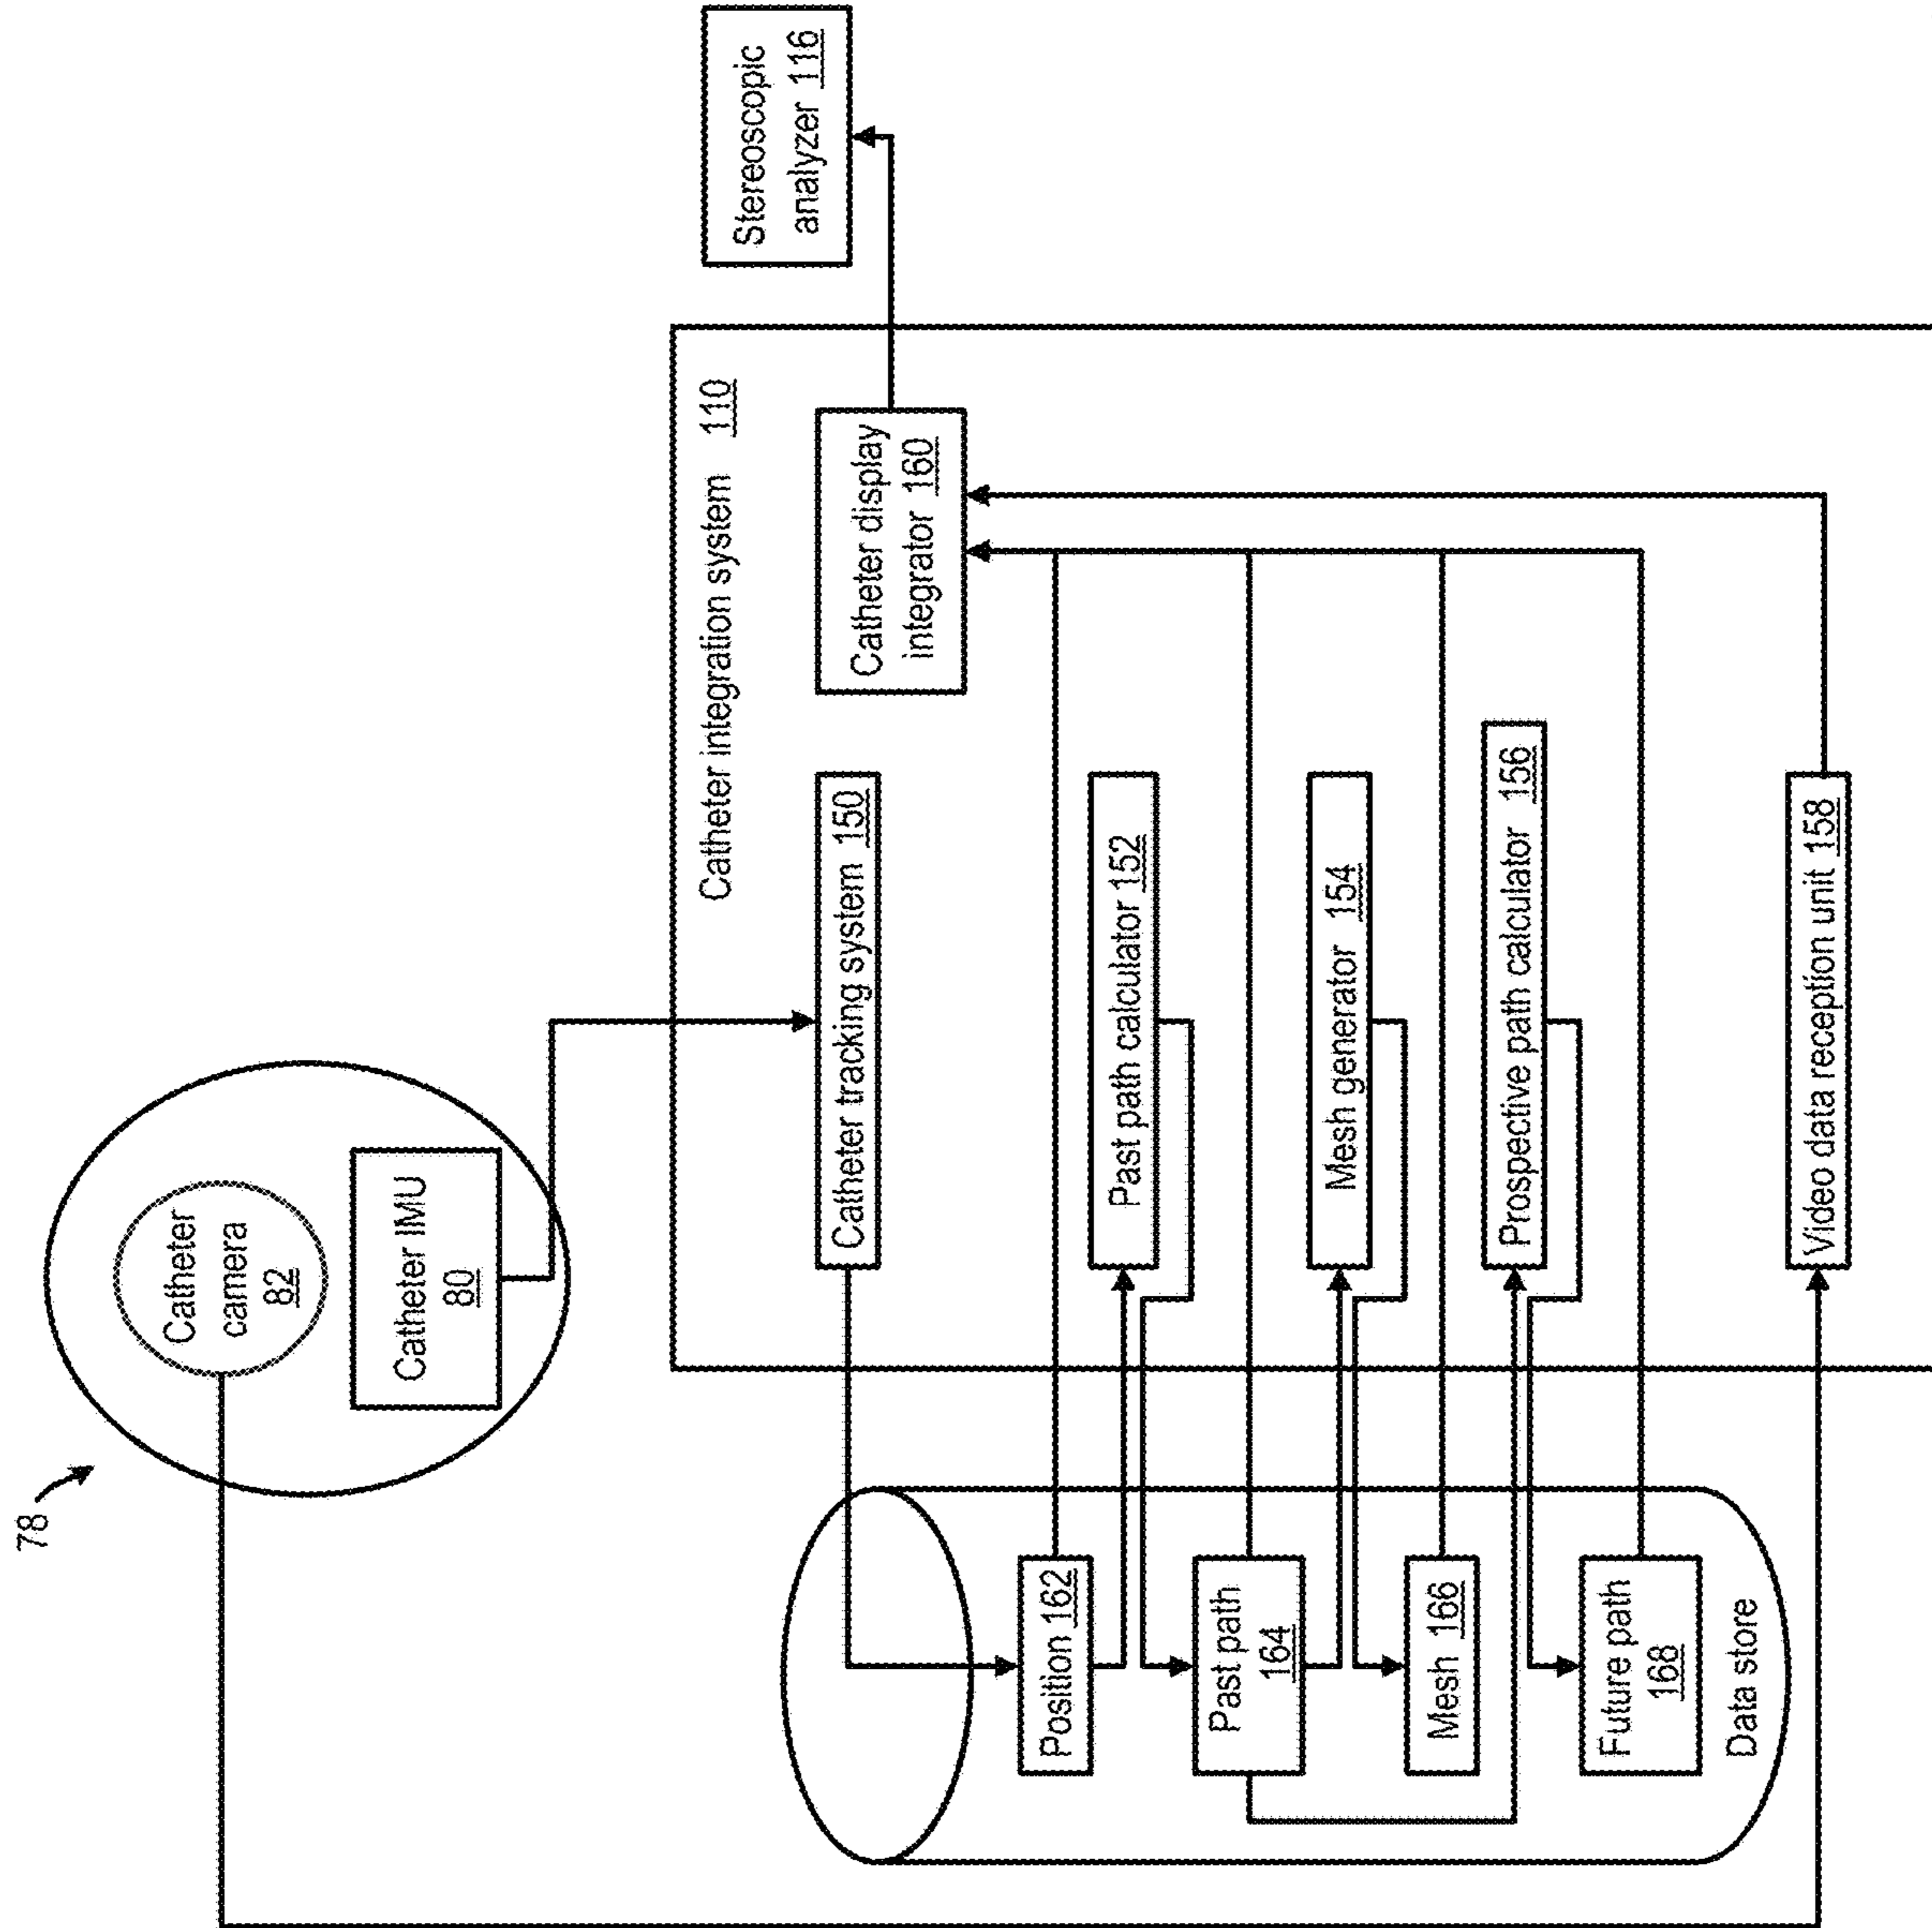 78
Catheter
camera
82
Catheter IMU
80
Stereoscopic
analyzer 116
Catheter integration system 110
Catheter tracking system 150
Catheter display
integrator 160
Position 162
Past path calculator 152
Past path
164
Mesh generator 154
Mesh 166
Prospective path calculator 156
Future path
168
Data store
Video data reception unit 158